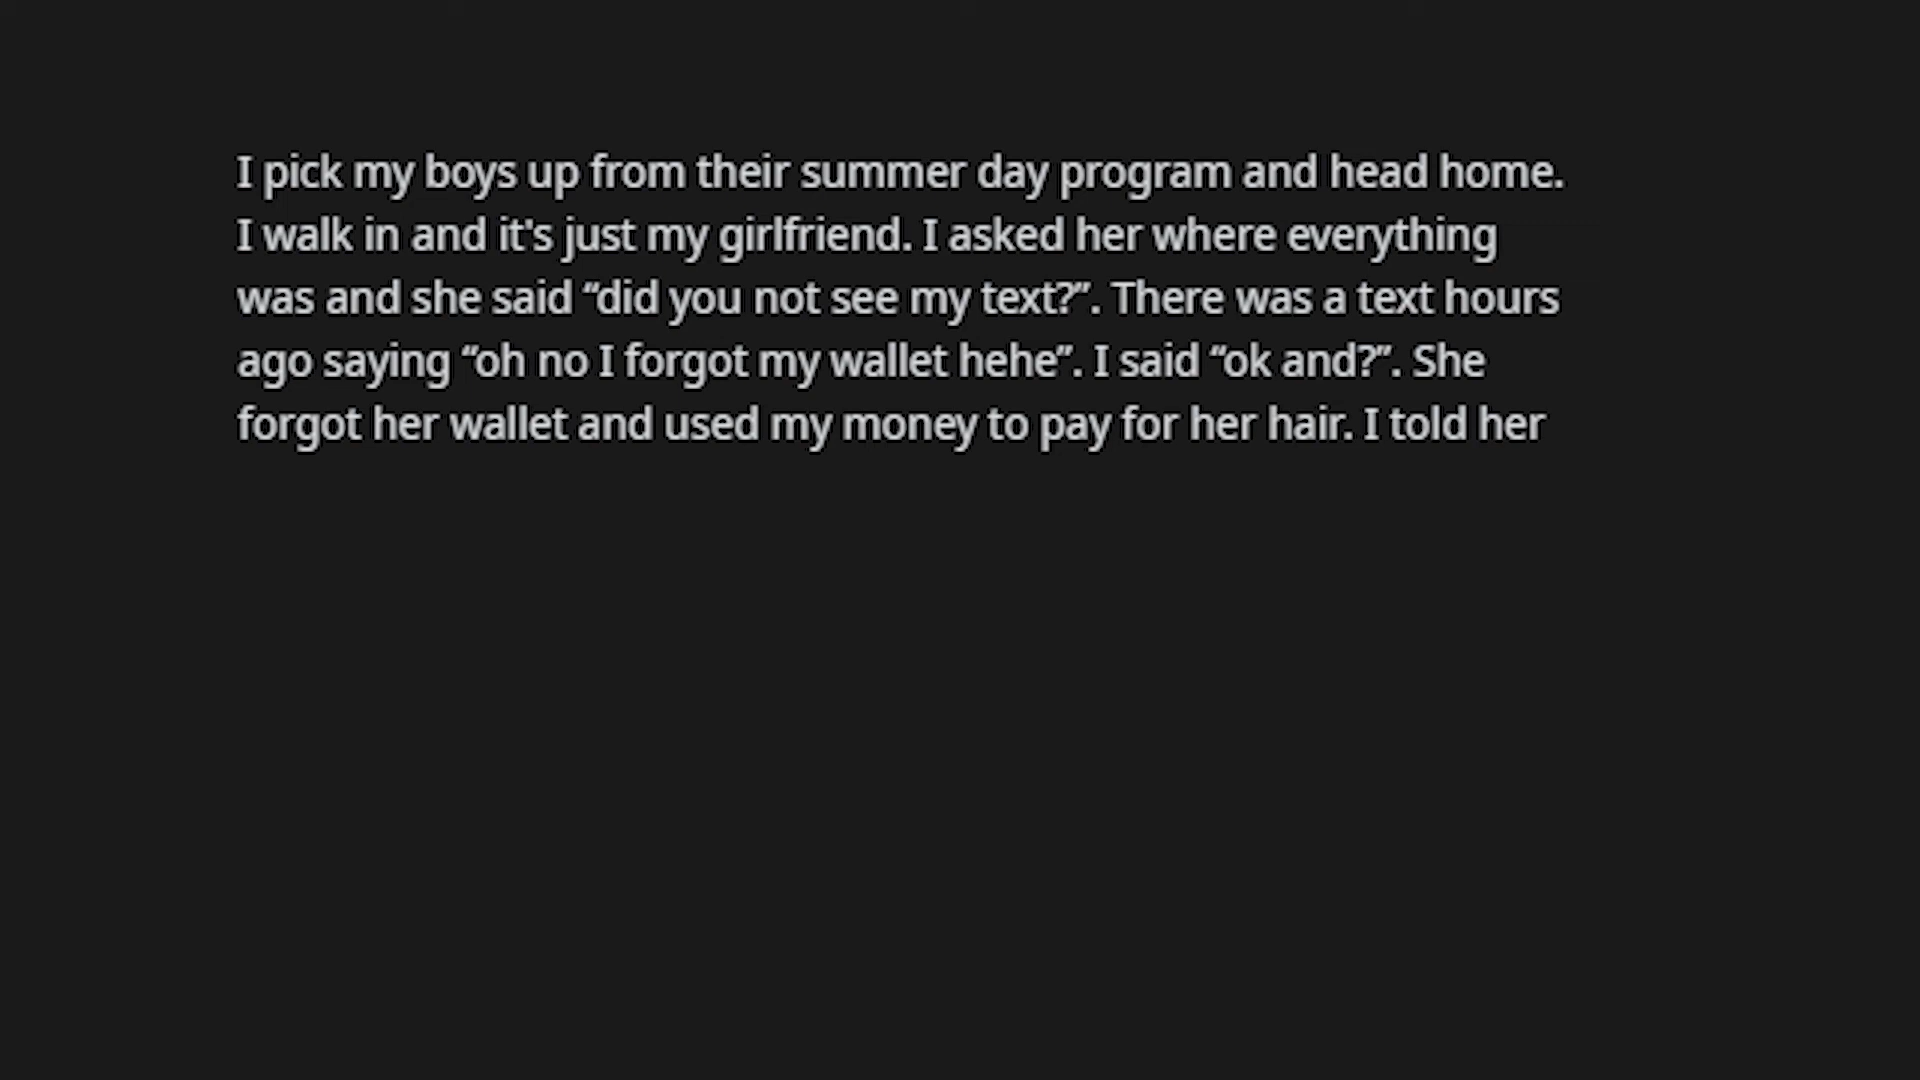 I pick my boys up from their summer day program and head home.
I walk in and it's just my girlfriend. I asked her where everything
was and she said “did you not see my text?”. There was a text hours
ago saying “oh no I forgot my wallet hehe”. I said “ok and?”. She
forgot her wallet and used my money to pay for her hair. I told her